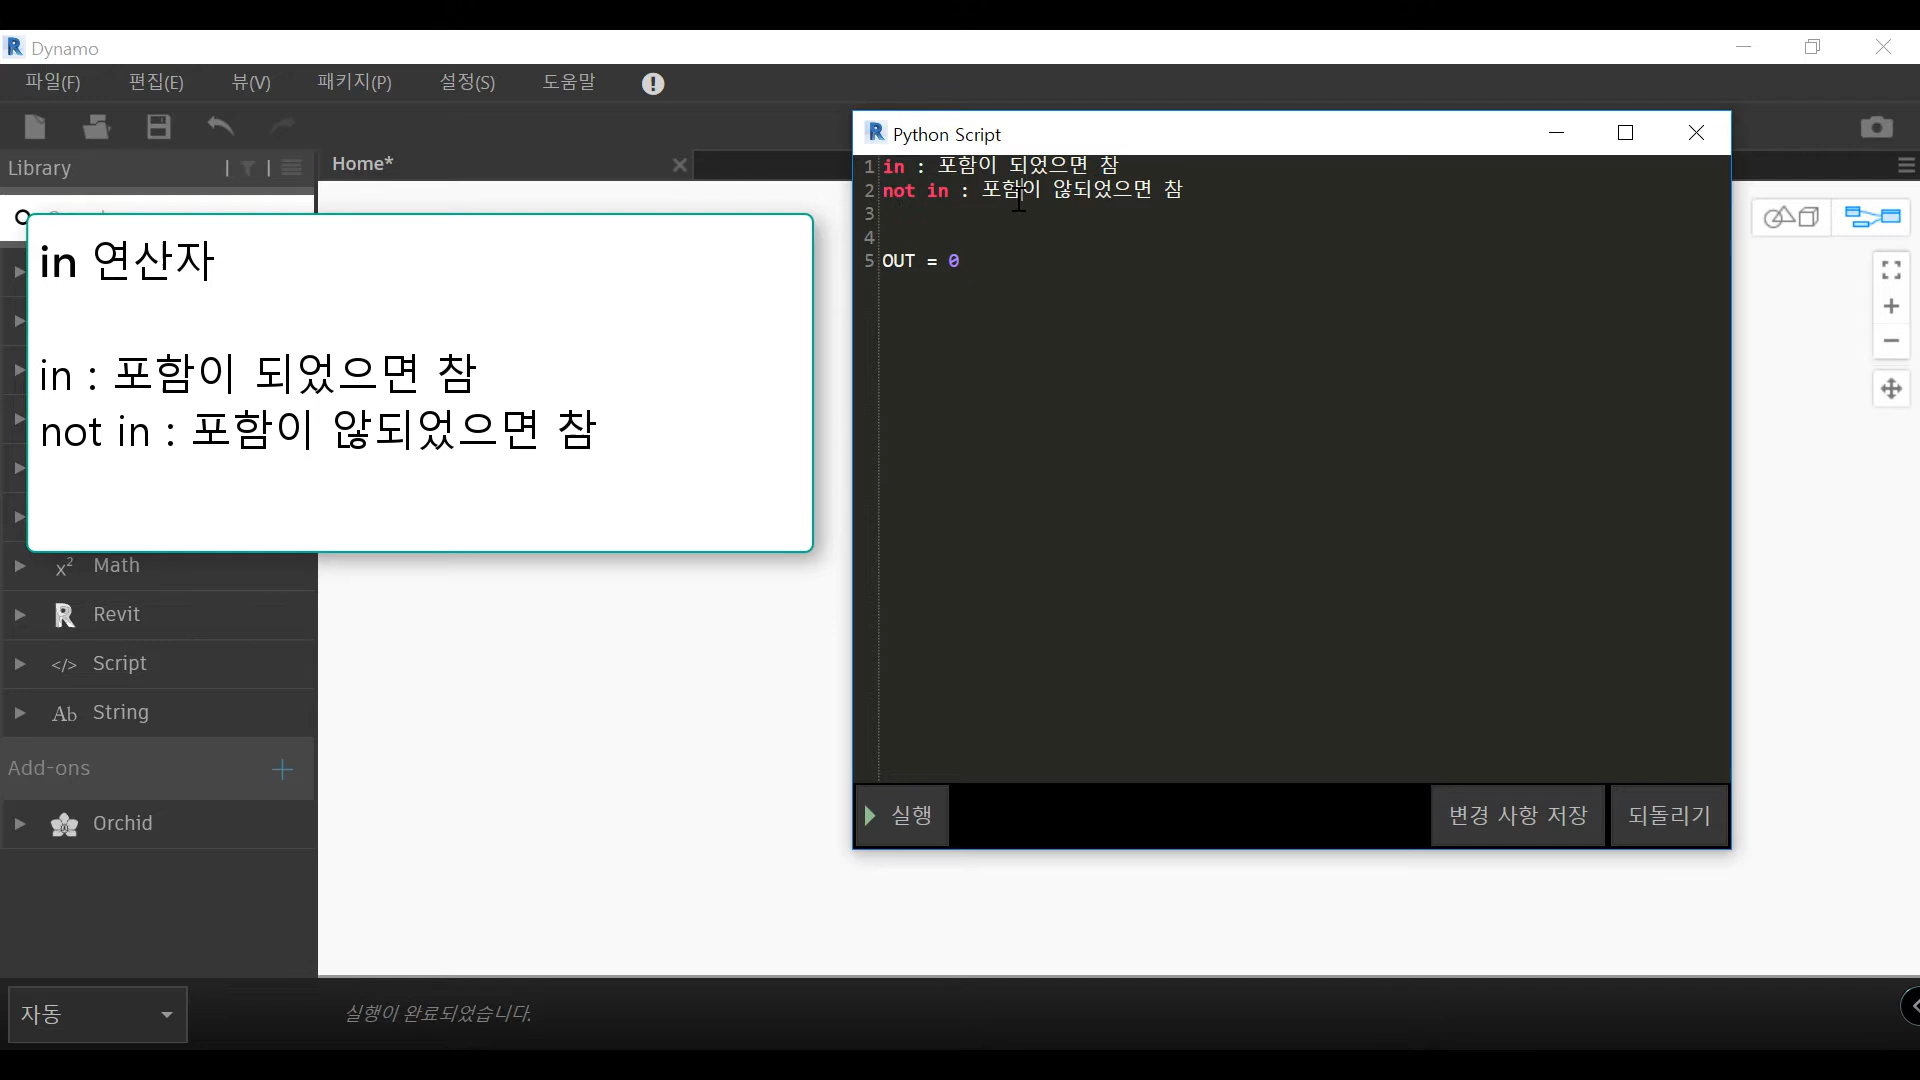 Dynamo
파일(F) 편집(E) 뷰(V) 패키지(P) 설정(S) 도움말
Library
Home*
in 연산자
in : 포함이 되었으면 참
not in : 포함이 않되었으면 참
Math
Revit
Script
Ab String
Add-ons
Orchid
Python Script
1 in : 포함이 되었으면 참
2 not in : 포함이 않되었으면 참
3
4
5 OUT = 0
실행 변경 사항 저장 되돌리기
자동 실행이 완료되었습니다.